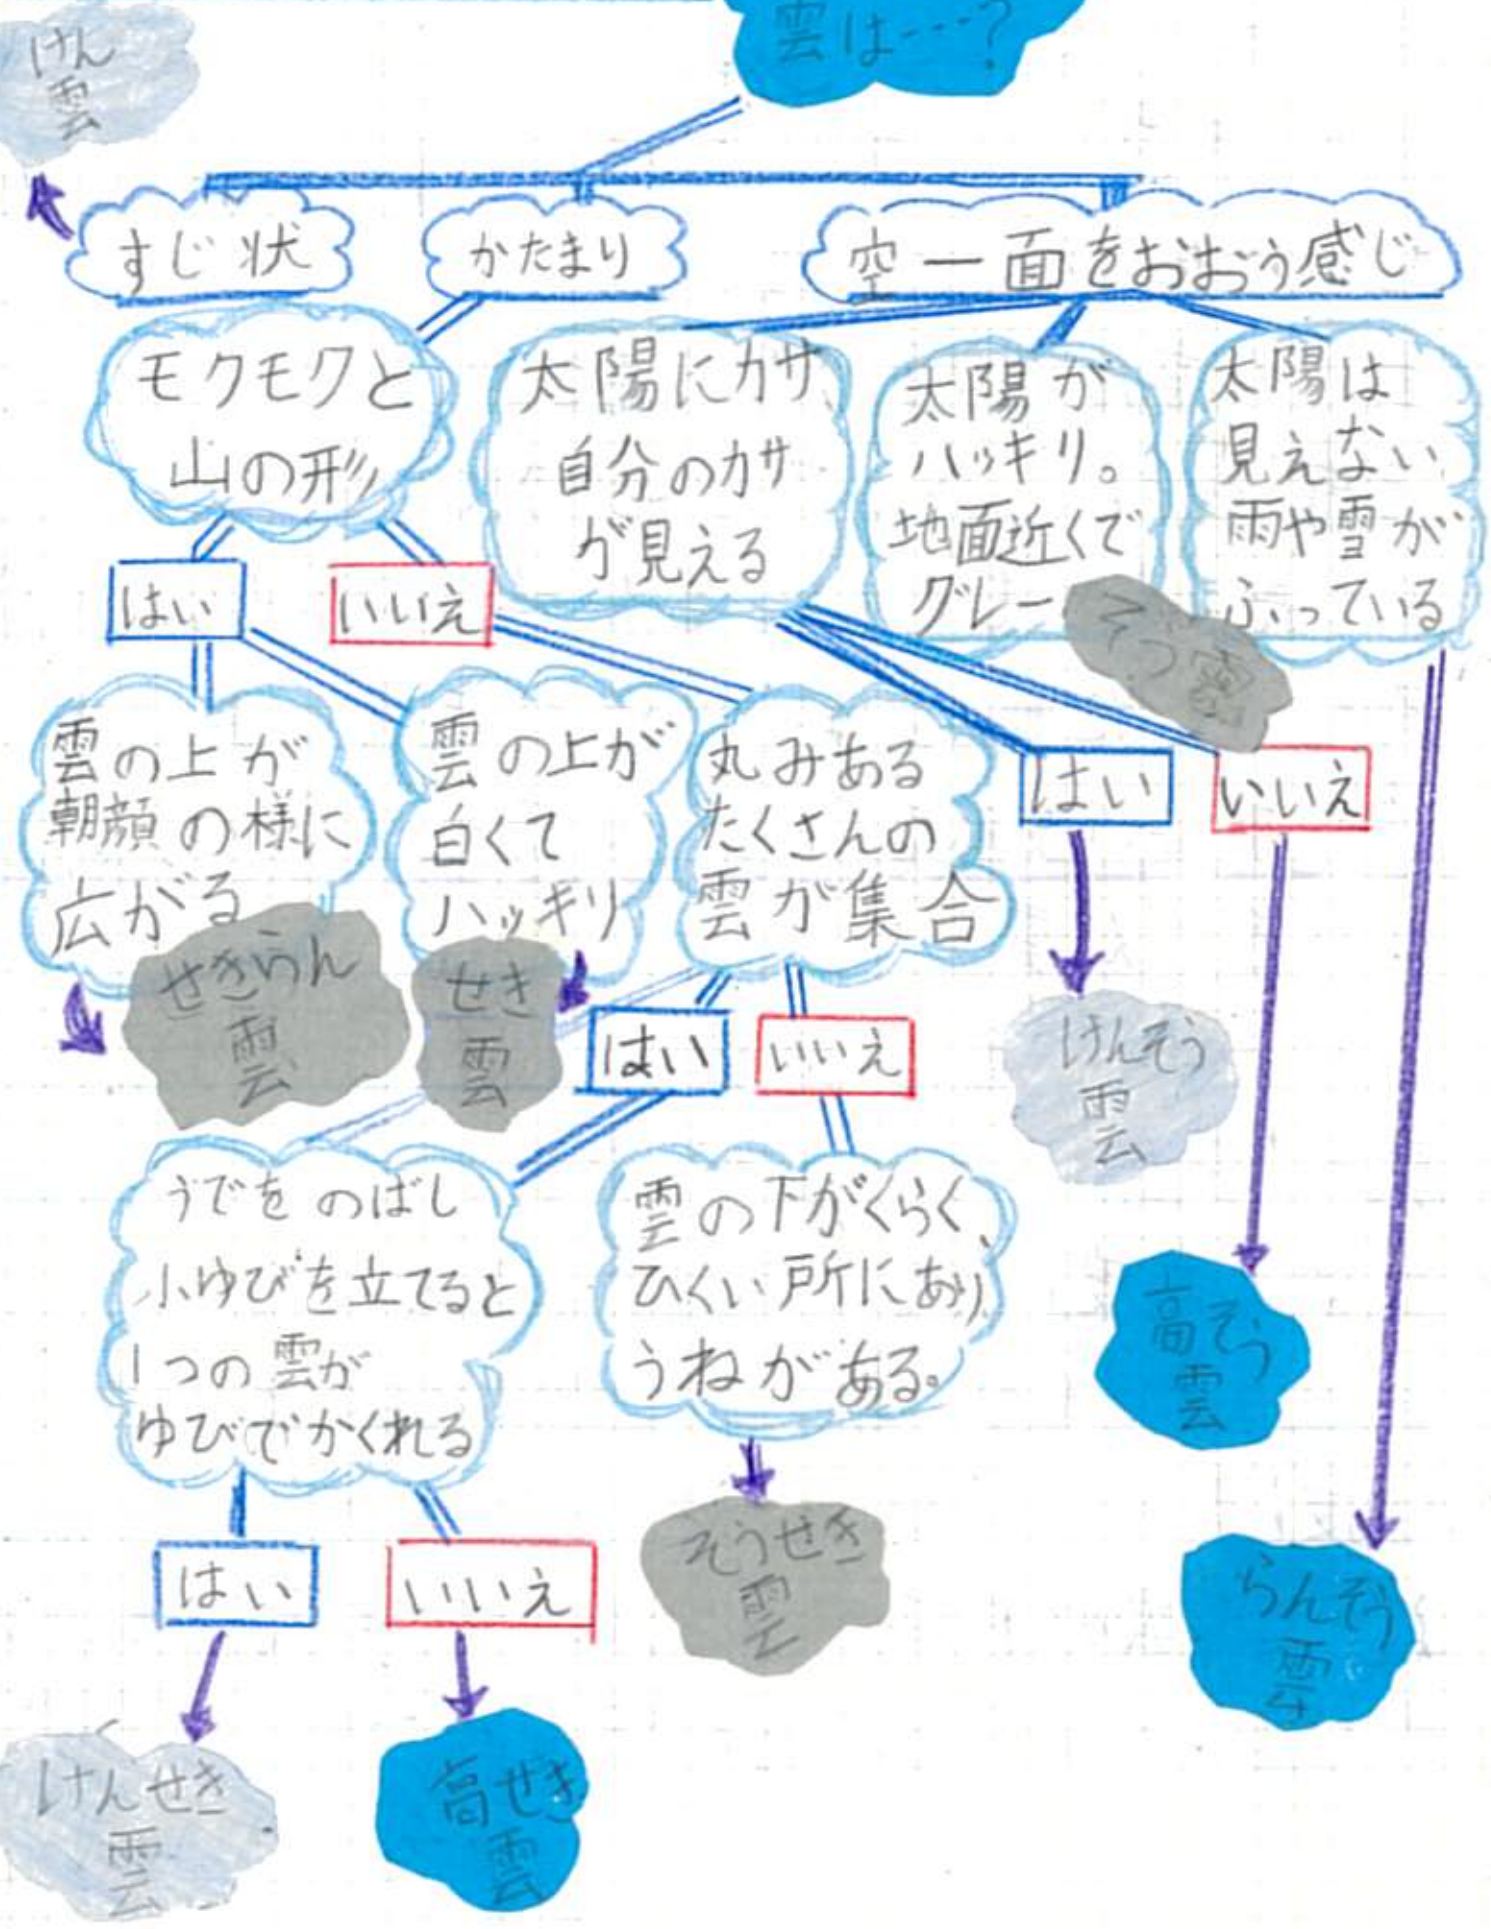 雲は----?
けん
雲
すじ状
かたまり
空一面をおおう感じ
モクモクと
山の形
太陽にカサ
自分のカサ
が見える
太陽が
ハッキリ。
地面近くで
グレー
太陽は
見えない
雨や雪が
ふっている
そう雲
はい
いいえ
はい
いいえ
雲の上が
朝顔の様に
広がる
雲の上が
白くて
ハッキリ
丸みある
たくさんの
雲が集合
せきらん
雲
せき
雲
はい
いいえ
けんそう
雲
うでをのばし
小ゆびを立てると
1つの雲が
ゆびでかくれる
雲の下がくらく、
ひくい所にあり
うねがある。
高そう
雲
はい
いいえ
そうせき
雲
らんそう
雲
けんせき
雲
高せき
雲